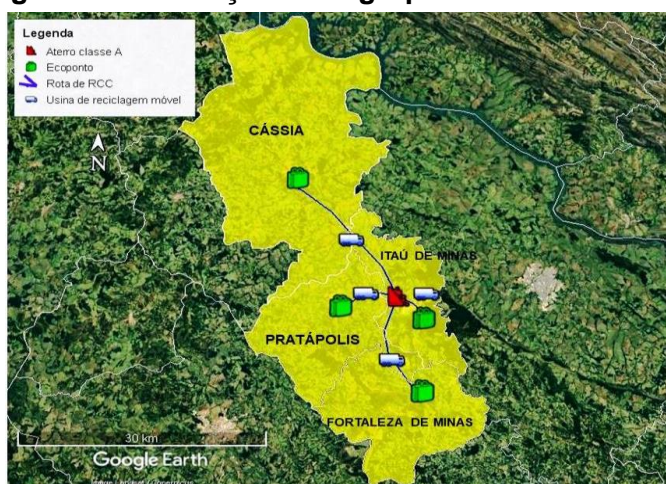 Legenda
Aterro classe A
Ecoponto
Rota de RCC
Usina de reciclagem móvel
N
CÁSSIA
ITAÚ DE MINAS
PRATÁPOLIS
FORTALEZA DE MINAS
30 km
Google Earth